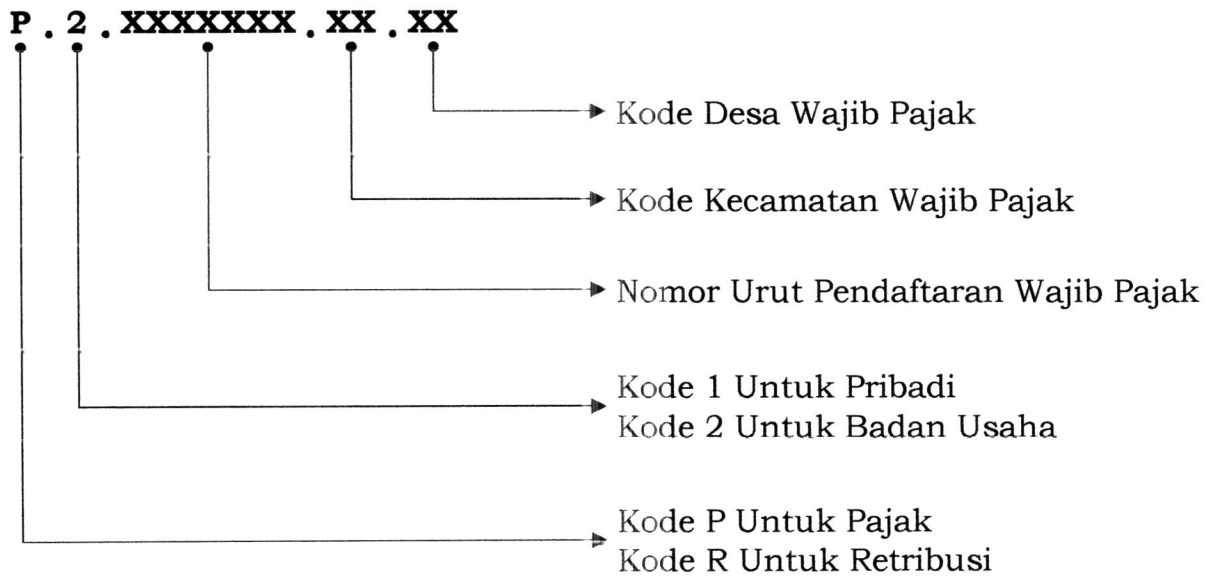 P . 2 . XXXXXXX . XX . XX
Kode Desa Wajib Pajak
Kode Kecamatan Wajib Pajak
Nomor Urut Pendaftaran Wajib Pajak
Kode 1 Untuk Pribadi
Kode 2 Untuk Badan Usaha
Kode P Untuk Pajak
Kode R Untuk Retribusi